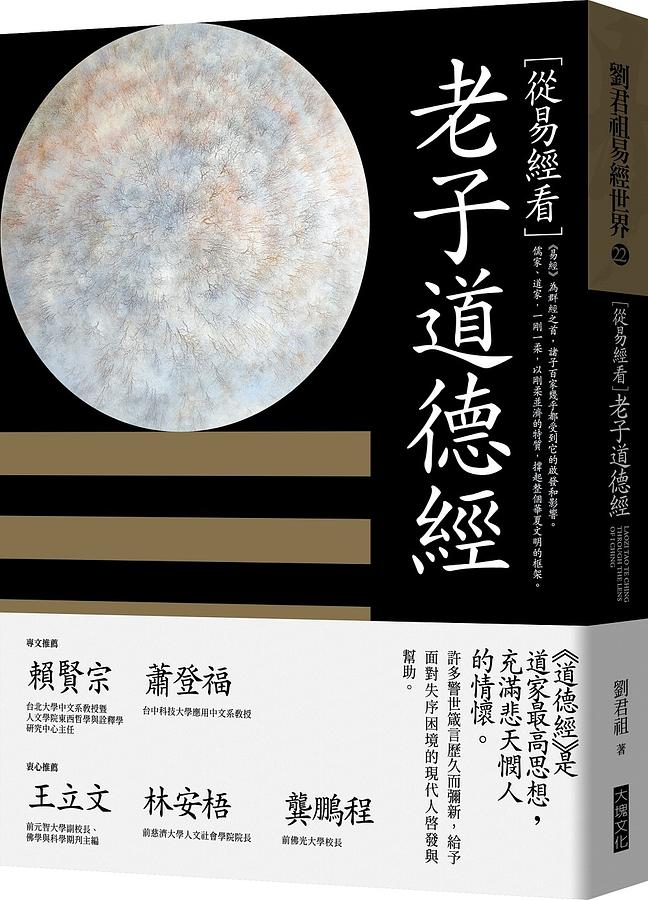 [從易經看]
老子道德經
《易經》為群經之首，諸子百家幾乎都受到它的啟發和影響。
儒家、道家，一剛一柔，以剛柔並濟的特質，撐起整個華夏文明的框架。
《道德經》是
道家最高思想，
充滿悲天憫人
的情懷。
許多警世箴言歷久而彌新，給予
面對失序困境的現代人啓發與
幫助。
專文推薦
賴賢宗
台北大學中文系教授暨
人文學院東西哲學與詮釋學
研究中心主任
蕭登福
台中科技大學應用中文系教授
衷心推薦
王立文
前元智大學副校長、
佛學與科學期刊主編
林安梧
前慈濟大學人文社會學院院長
龔鵬程
前佛光大學校長
劉君祖易經世界
22
[從易經看]老子道德經
LAOZI TAO TE CHING
THROUGH THE LENS
OF I CHING
劉君祖 著
大塊文化